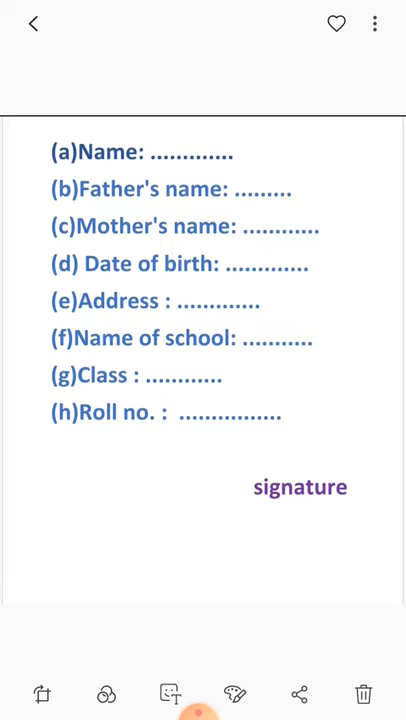 (a)Name: .............
(b)Father's name: .........
(c)Mother's name: ............
(d) Date of birth: .............
(e)Address : .............
(f)Name of school: ...........
(g)Class : ............
(h)Roll no. :  ................
signature
T